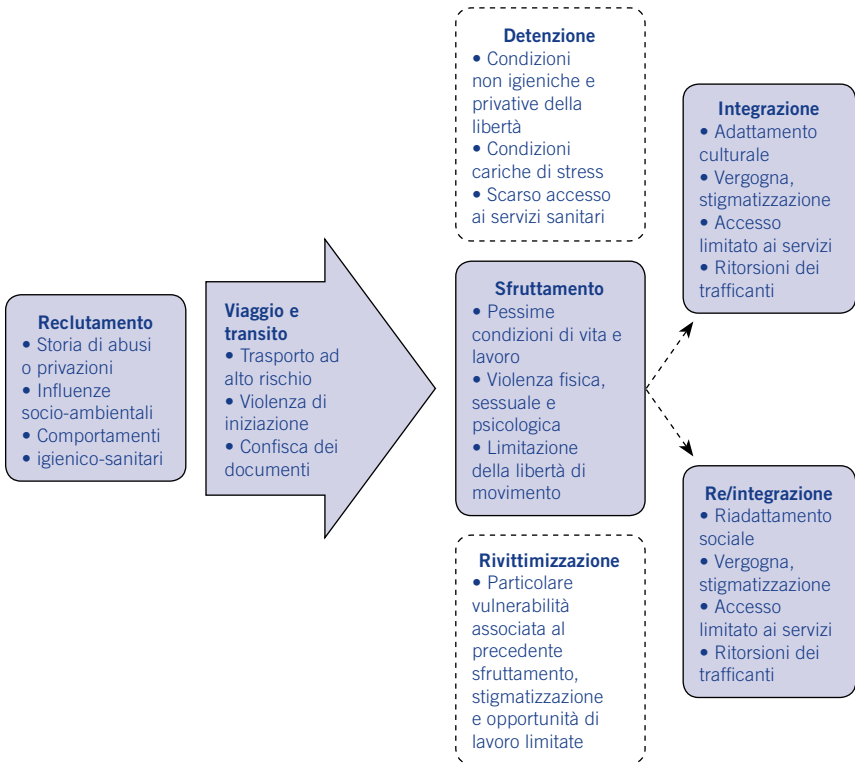 Reclutamento
• Storia di abusi
o privazioni
• Influenze
socio-ambientali
• Comportamenti
• igienico-sanitari
Viaggio e
transito
• Trasporto ad
alto rischio
• Violenza di
iniziazione
• Confisca dei
documenti
Detenzione
• Condizioni
non igieniche e
privative della
libertà
• Condizioni
cariche di stress
• Scarso accesso
ai servizi sanitari
Sfruttamento
• Pessime
condizioni di vita e
lavoro
• Violenza fisica,
sessuale e
psicologica
• Limitazione
della libertà di
movimento
Rivittimizzazione
• Particolare
vulnerabilità
associata al
precedente
sfruttamento,
stigmatizzazione
e opportunità di
lavoro limitate
Integrazione
• Adattamento
culturale
• Vergogna,
stigmatizzazione
• Accesso
limitato ai servizi
• Ritorsioni dei
trafficanti
Re/integrazione
• Riadattamento
sociale
• Vergogna,
stigmatizzazione
• Accesso
limitato ai servizi
• Ritorsioni dei
trafficanti